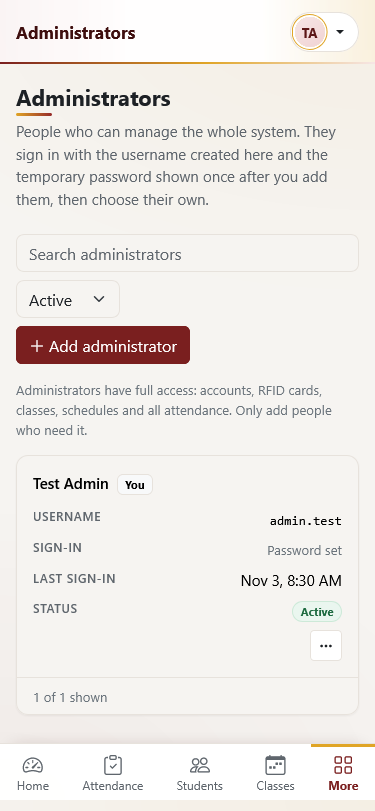 Administrators
TA
Administrators
People who can manage the whole system. They
sign in with the username created here and the
temporary password shown once after you add
them, then choose their own.
Search administrators
Active
+ Add administrator
Administrators have full access: accounts, RFID cards,
classes, schedules and all attendance. Only add people
who need it.
Test Admin You
USERNAME admin.test
SIGN-IN Password set
LAST SIGN-IN Nov 3, 8:30 AM
STATUS Active
...
1 of 1 shown
Home Attendance Students Classes More